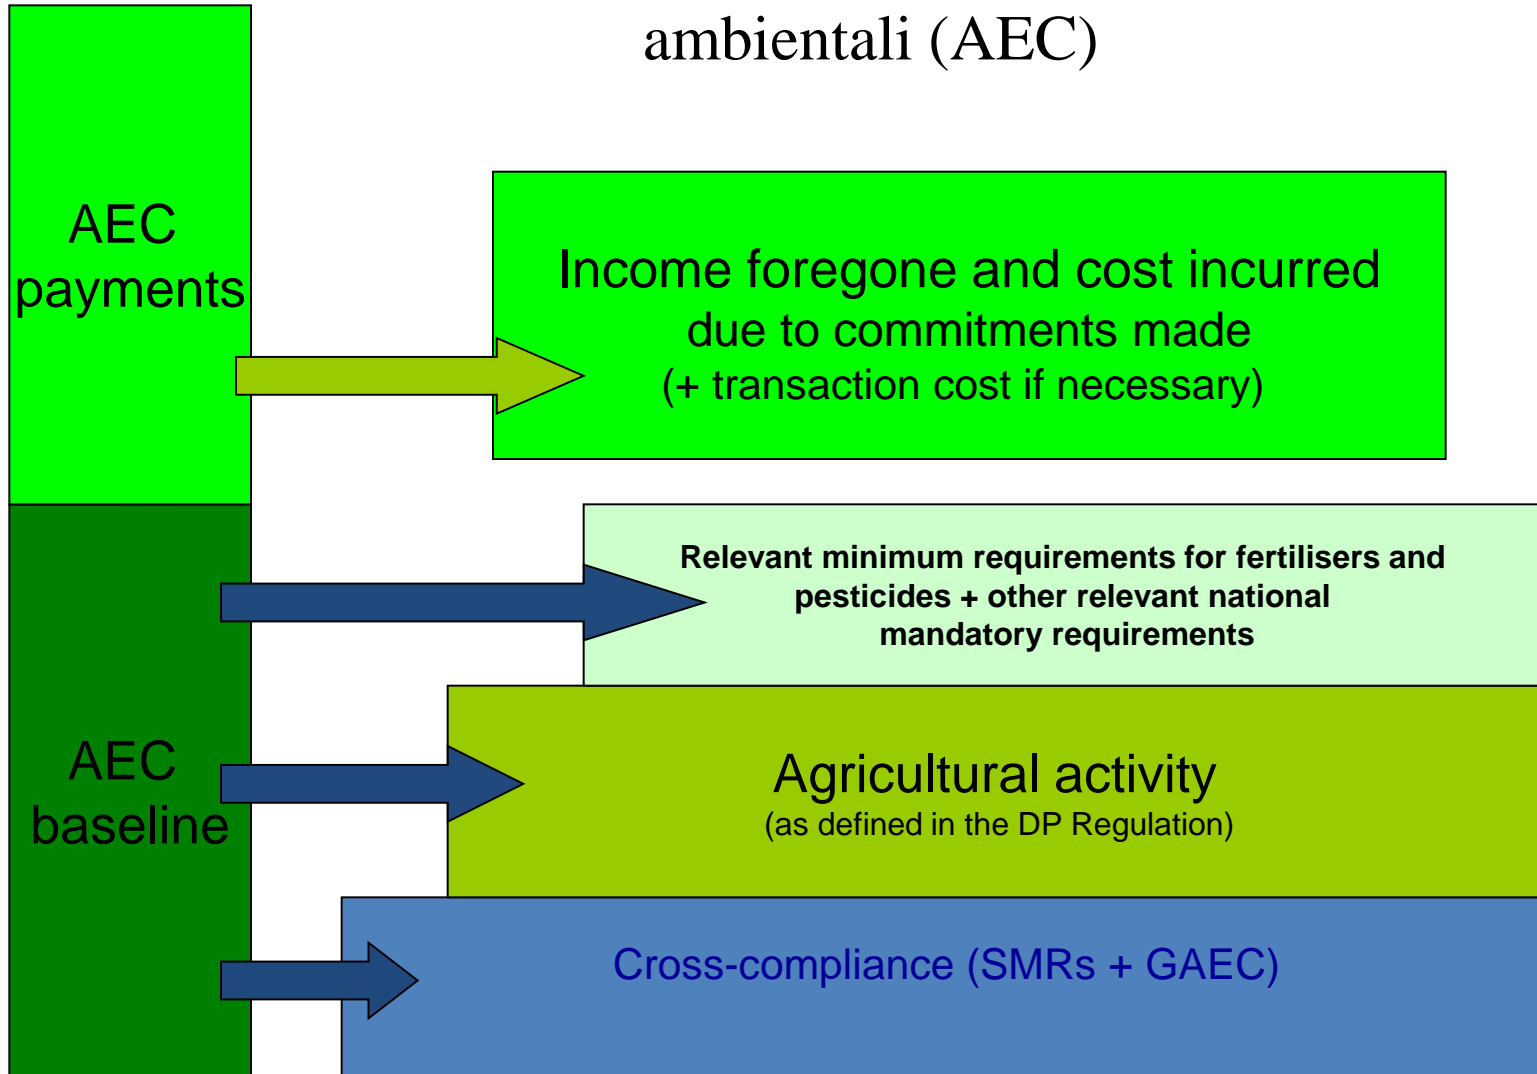 ambientali (AEC)
AEC
payments
Income foregone and cost incurred
due to commitments made
(+ transaction cost if necessary)
Relevant minimum requirements for fertilisers and
pesticides + other relevant national
mandatory requirements
AEC
baseline
Agricultural activity
(as defined in the DP Regulation)
Cross-compliance (SMRs + GAEC)